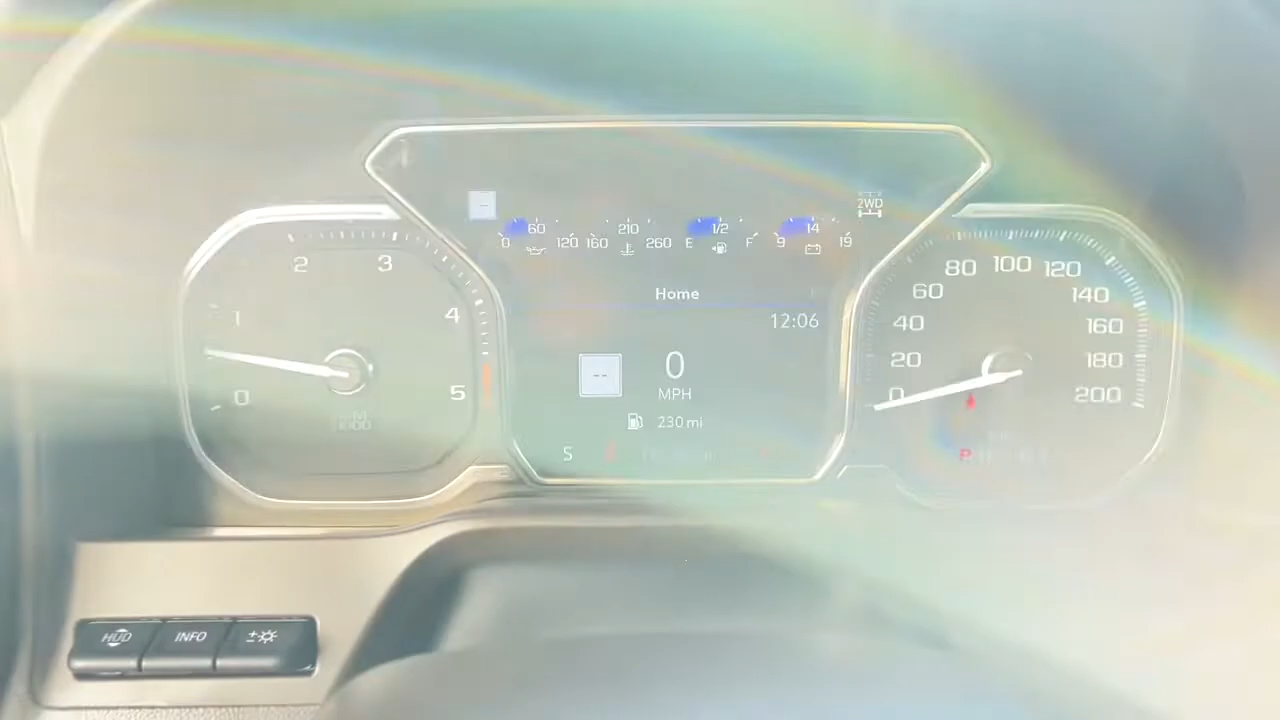 2WD
60 210 1/2 14
0 120 160 260 E F 9 19
Home
12:06
--
0
MPH
230 mi
S
0 1 2 3 4 5
x1000
0 20 40 60 80 100 120 140 160 180 200
P
HUD INFO